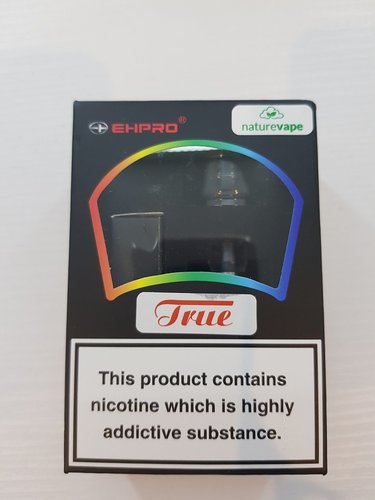 EHPRO®
naturevape
True
This product contains
nicotine which is highly
addictive substance.